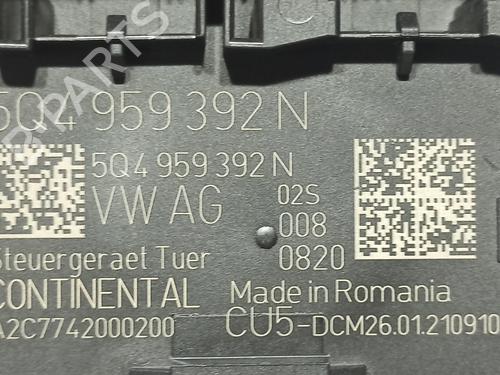 5Q4 959 392 N
5Q4 959 392 N
VW AG
02S
008
0820
Steuergeraet Tuer
CONTINENTAL
Made in Romania
A2C7742000200
CU5-DCM26.01.210910